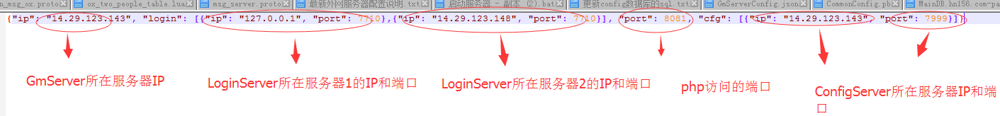 n_msg_ox.proto ox_two_people_table.lua msg_server.proto 最新外网服务器配置说明.txt 启动服务器 - 副本 (2).bat 更新config数据库的sql.txt GmServerConfig.json CommonConfig.pb MainDB.hn156.com-pa
{"ip": "14.29.123.143", "login": [{"ip": "127.0.0.1", "port": 7710},{"ip": "14.29.123.148", "port": 7710}], "port": 8081, "cfg": [{"ip": "14.29.123.143", "port": 7999}]}
GmServer所在服务器IP
LoginServer所在服务器1的IP和端口
LoginServer所在服务器2的IP和端口
php访问的端口
ConfigServer所在服务器IP和端
口